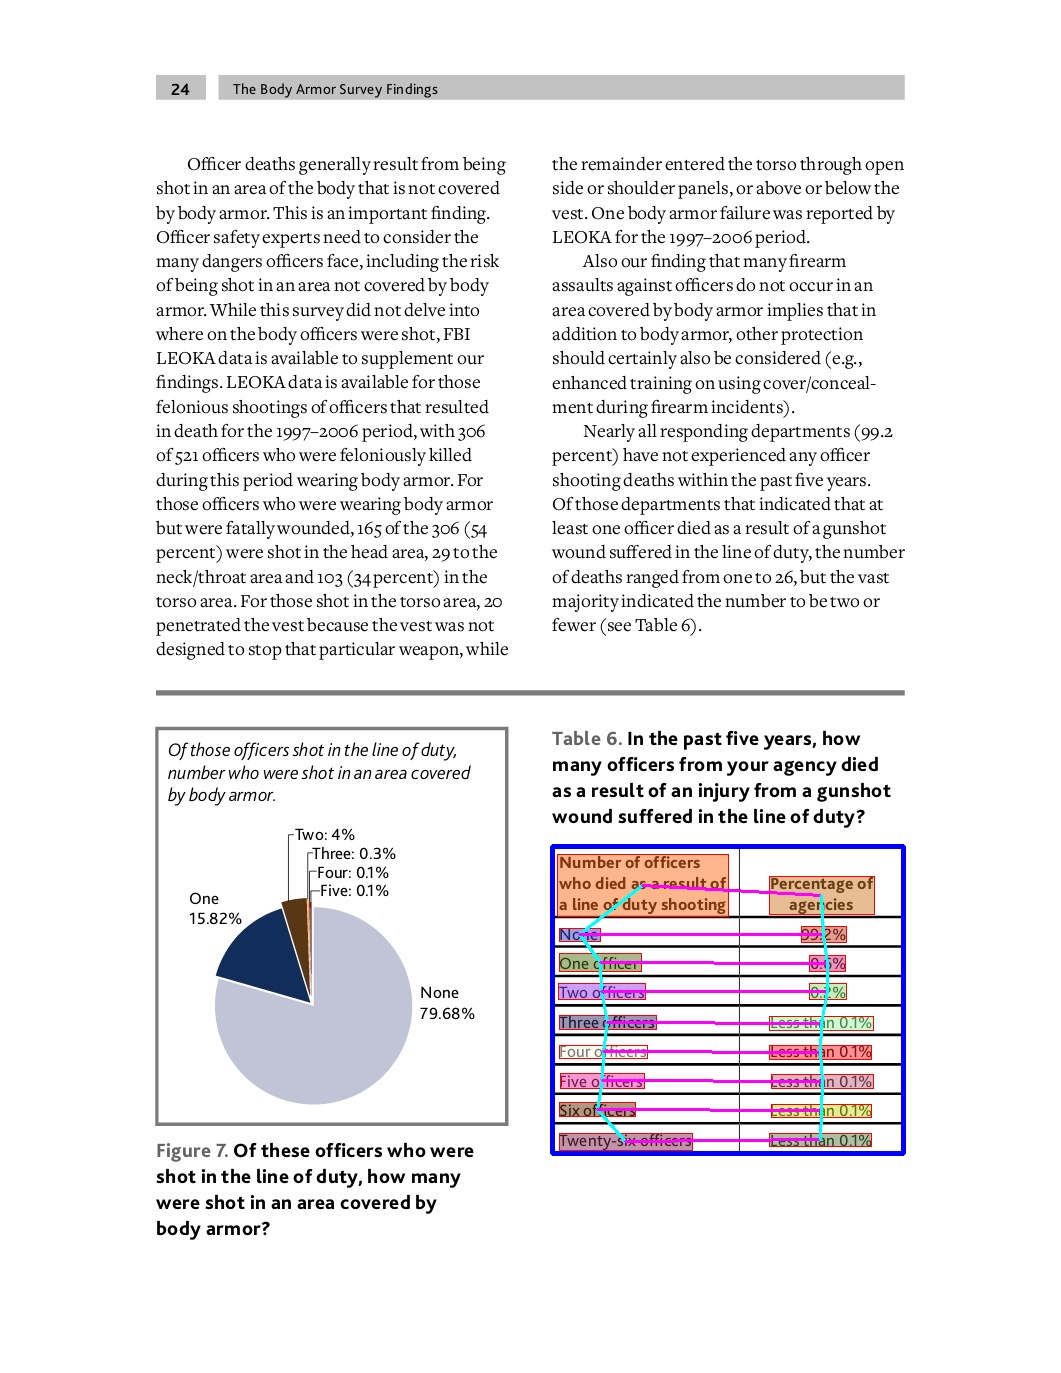 24
The Body Armor Survey Findings
Officer deaths generally result from being
shot in an area of the body that is not covered
by body armor. This is an important finding.
Officer safety experts need to consider the
many dangers officers face, including the risk
of being shot in an area not covered by body
armor. While this survey did not delve into
where on the body officers were shot, FBI
LEOKA data is available to supplement our
findings. LEOKA data is available for those
felonious shootings of officers that resulted
in death for the 1997–2006 period, with 306
of 521 officers who were feloniously killed
during this period wearing body armor. For
those officers who were wearing body armor
but were fatally wounded, 165 of the 306 (54
percent) were shot in the head area, 29 to the
neck/throat area and 103 (34 percent) in the
torso area. For those shot in the torso area, 20
penetrated the vest because the vest was not
designed to stop that particular weapon, while
the remainder entered the torso through open
side or shoulder panels, or above or below the
vest. One body armor failure was reported by
LEOKA for the 1997–2006 period.
Also our finding that many firearm
assaults against officers do not occur in an
area covered by body armor implies that in
addition to body armor, other protection
should certainly also be considered (e.g.,
enhanced training on using cover/conceal-
ment during firearm incidents).
Nearly all responding departments (99.2
percent) have not experienced any officer
shooting deaths within the past five years.
Of those departments that indicated that at
least one officer died as a result of a gunshot
wound suffered in the line of duty, the number
of deaths ranged from one to 26, but the vast
majority indicated the number to be two or
fewer (see Table 6).
Of those officers shot in the line of duty,
number who were shot in an area covered
by body armor.
Two: 4%
Three: 0.3%
Four: 0.1%
Five: 0.1%
One
15.82%
None
79.68%
Figure 7. Of these officers who were
shot in the line of duty, how many
were shot in an area covered by
body armor?
Table 6. In the past five years, how
many officers from your agency died
as a result of an injury from a gunshot
wound suffered in the line of duty?
Number of officers
who died as a result of
a line of duty shooting
Percentage of
agencies
None 99.2%
One officer 0.6%
Two officers 0.2%
Three officers Less than 0.1%
Four officers Less than 0.1%
Five officers Less than 0.1%
Six officers Less than 0.1%
Twenty-six officers Less than 0.1%